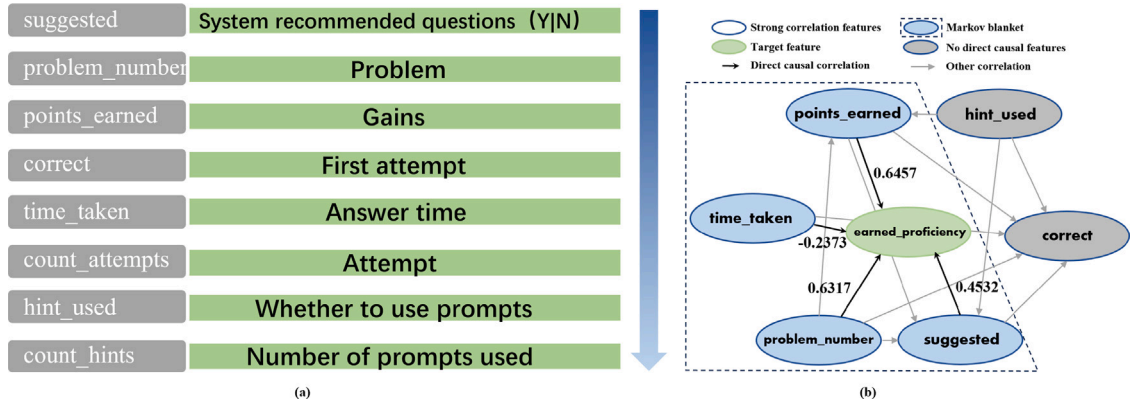 suggested System recommended questions（Y|N）
problem_number Problem
points_earned Gains
correct First attempt
time_taken Answer time
count_attempts Attempt
hint_used Whether to use prompts
count_hints Number of prompts used
(a)
Strong correlation features Markov blanket
Target feature No direct causal features
Direct causal correlation Other correlation
points_earned hint_used
0.6457
time_taken earned_proficiency correct
-0.2373
0.6317 0.4532
problem_number suggested
(b)